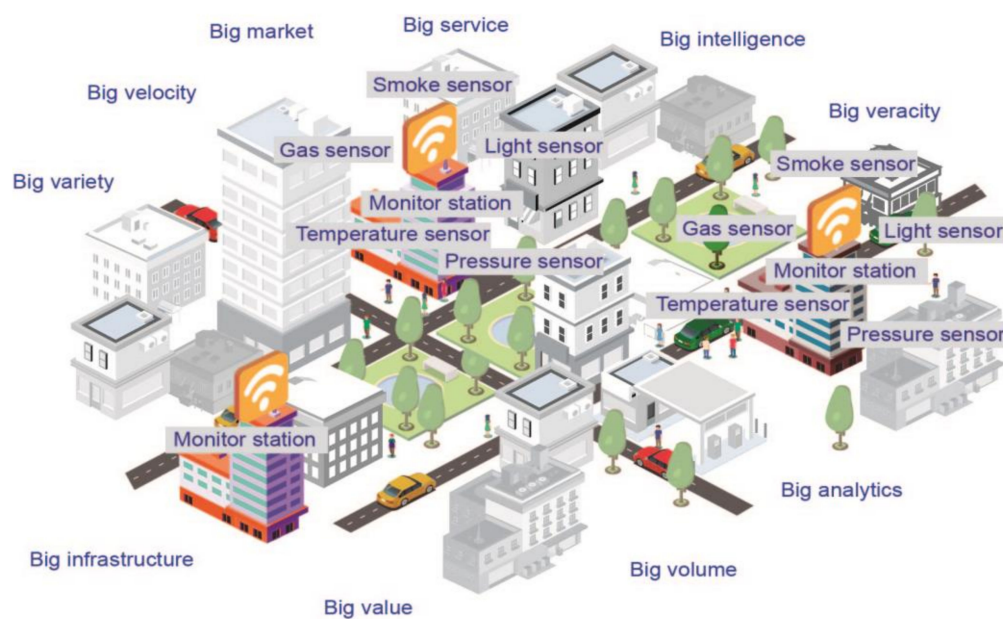 Big market
Big service
Big intelligence
Smoke sensor
Big velocity
Big veracity
Gas sensor
Light sensor
Smoke sensor
Big variety
Monitor station
Temperature sensor
Gas sensor
Light sensor
Pressure sensor
Monitor station
Temperature sensor
Pressure sensor
Monitor station
Big analytics
Big infrastructure
Big volume
Big value